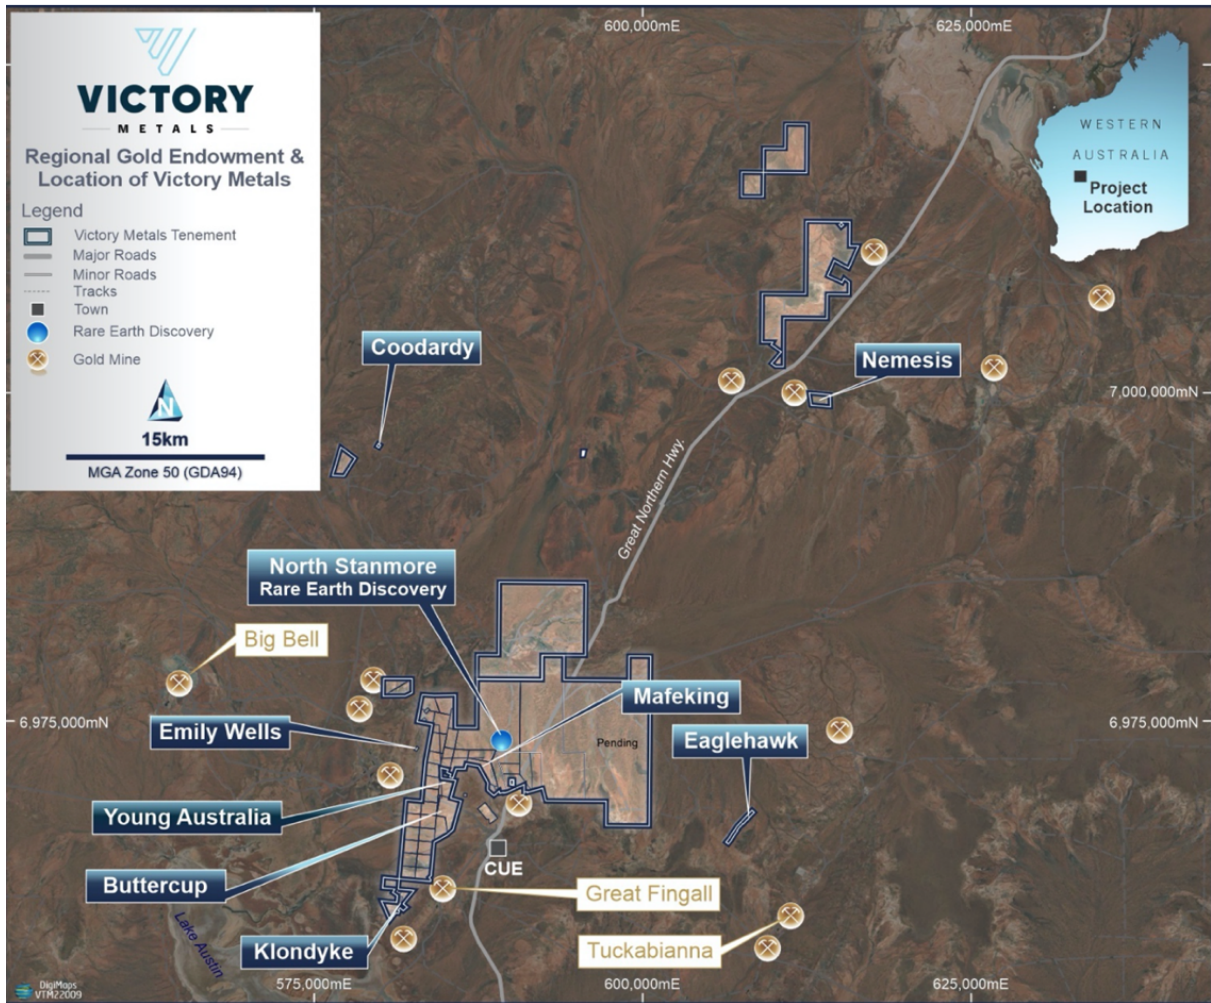 600,000mE
625,000mE
VICTORY
METALS
Regional Gold Endowment &
Location of Victory Metals
Legend
Victory Metals Tenement
Major Roads
Minor Roads
Tracks
Town
Rare Earth Discovery
Gold Mine
N
15km
MGA Zone 50 (GDA94)
WESTERN
AUSTRALIA
Project
Location
Coodardy
Nemesis
7,000,000mN
Great Northern Hwy.
North Stanmore
Rare Earth Discovery
Big Bell
Mafeking
6,975,000mN
6,975,000mN
Emily Wells
Pending
Eaglehawk
Young Australia
CUE
Buttercup
Great Fingall
Lake Austin
Klondyke
Tuckabianna
DigiMaps
VTM22009
575,000mE
600,000mE
625,000mE